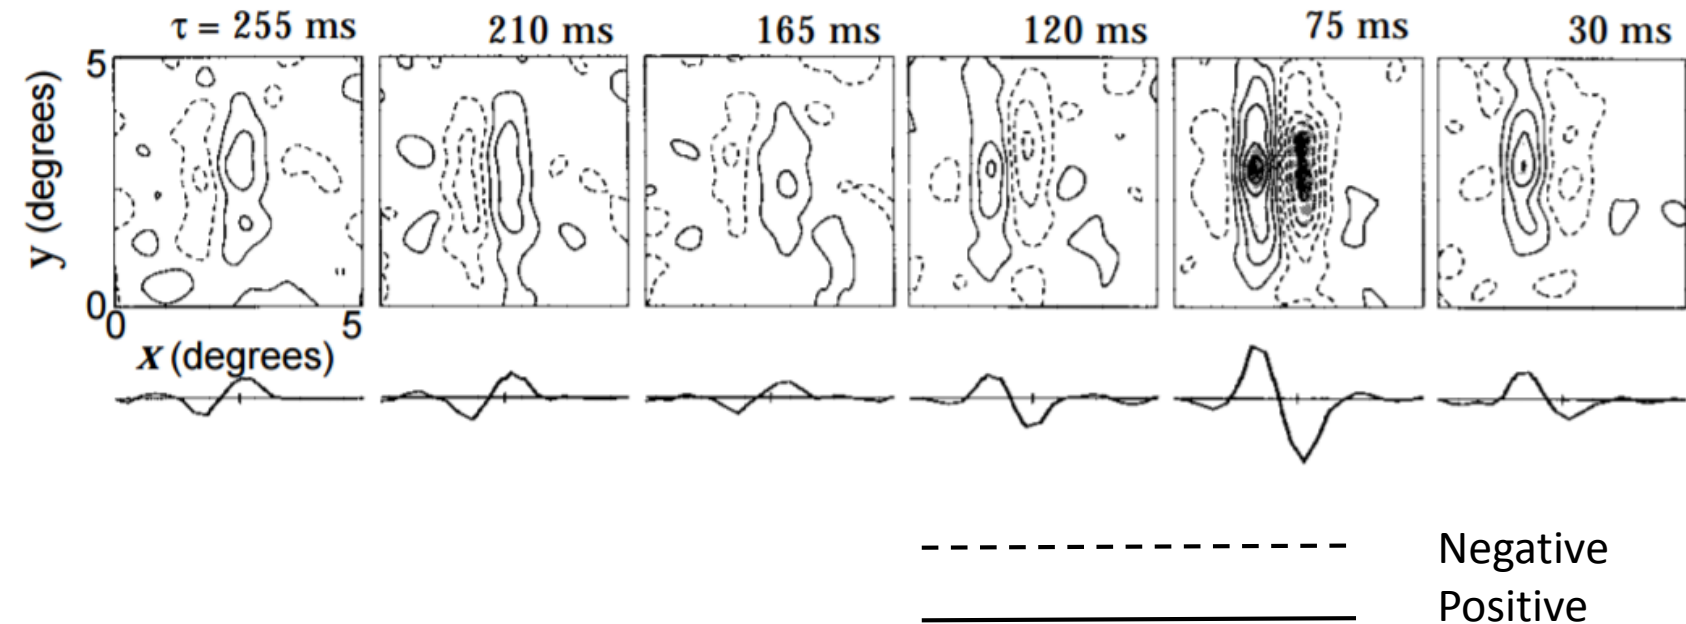 τ = 255 ms 210 ms 165 ms 120 ms 75 ms 30 ms
5
y (degrees)
0
0 5
x (degrees)
Negative
Positive